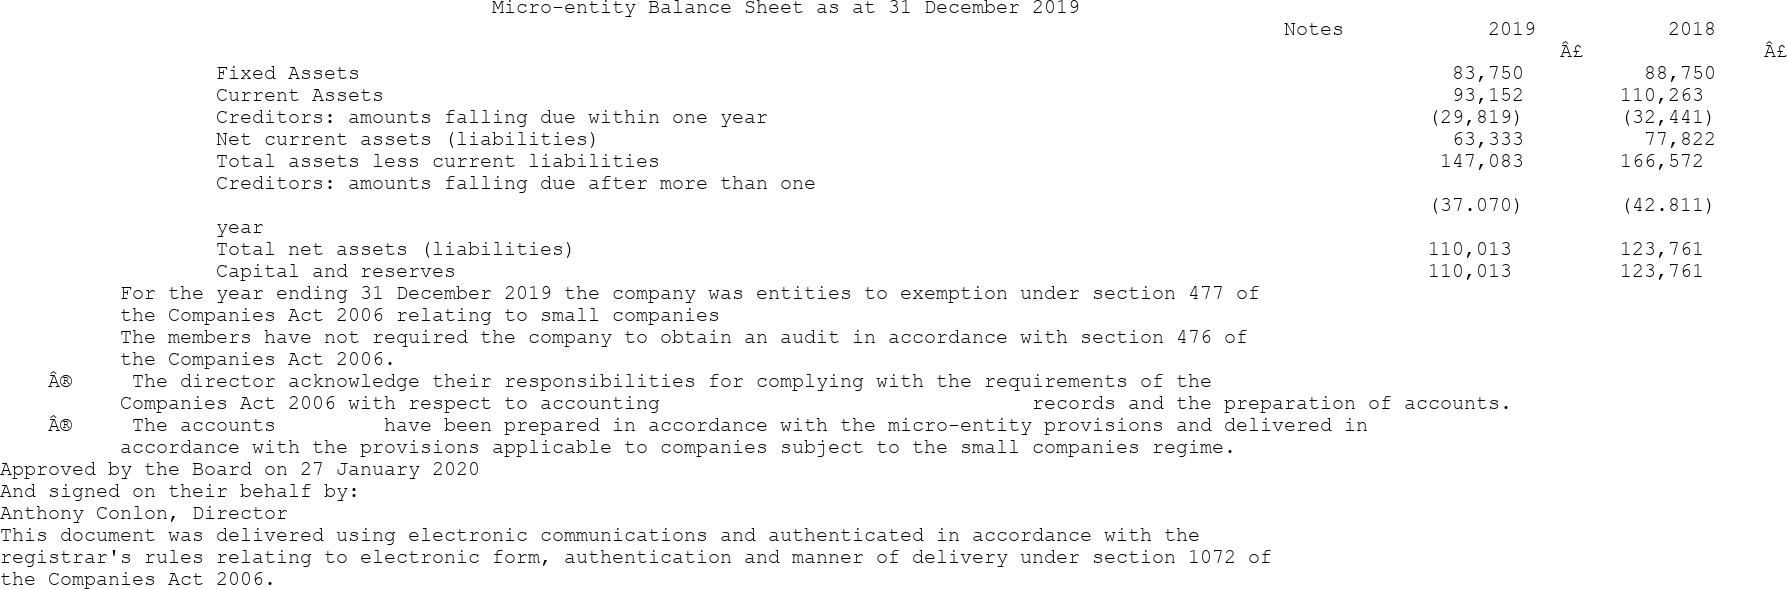 Micro-entity Balance Sheet as at 31 December 2019
Notes 2019 2018
Â£ Â£
Fixed Assets 83,750 88,750
Current Assets 93,152 110,263
Creditors: amounts falling due within one year (29,819) (32,441)
Net current assets (liabilities) 63,333 77,822
Total assets less current liabilities 147,083 166,572
Creditors: amounts falling due after more than one
(37.070) (42.811)
year
Total net assets (liabilities) 110,013 123,761
Capital and reserves 110,013 123,761
For the year ending 31 December 2019 the company was entities to exemption under section 477 of
the Companies Act 2006 relating to small companies
The members have not required the company to obtain an audit in accordance with section 476 of
the Companies Act 2006.
Â® The director acknowledge their responsibilities for complying with the requirements of the
Companies Act 2006 with respect to accounting records and the preparation of accounts.
Â® The accounts have been prepared in accordance with the micro-entity provisions and delivered in
accordance with the provisions applicable to companies subject to the small companies regime.
Approved by the Board on 27 January 2020
And signed on their behalf by:
Anthony Conlon, Director
This document was delivered using electronic communications and authenticated in accordance with the
registrar's rules relating to electronic form, authentication and manner of delivery under section 1072 of
the Companies Act 2006.